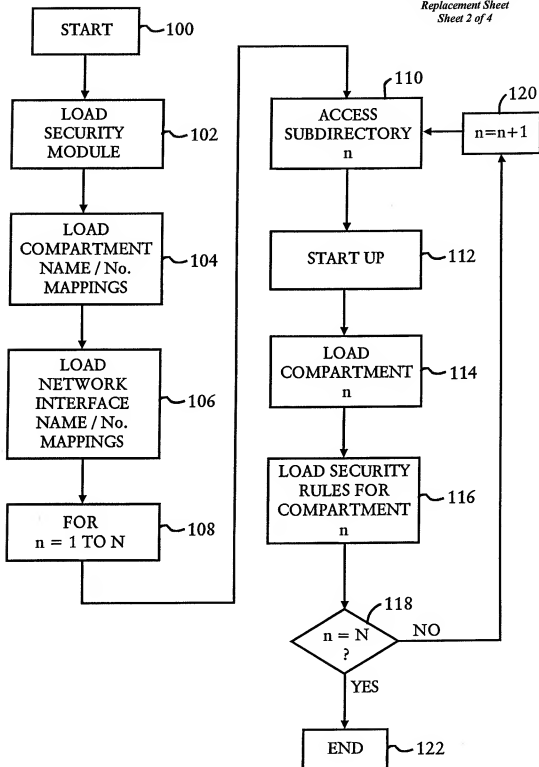 Replacement Sheet
Sheet 2 of 4
START
100
LOAD
SECURITY
MODULE
102
LOAD
COMPARTMENT
NAME / No.
MAPPINGS
104
LOAD
NETWORK
INTERFACE
NAME / No.
MAPPINGS
106
FOR
n = 1 TO N
108
110
ACCESS
SUBDIRECTORY
n
120
n=n+1
START UP
112
LOAD
COMPARTMENT
n
114
LOAD SECURITY
RULES FOR
COMPARTMENT
n
116
118
n = N
?
NO
YES
END
122